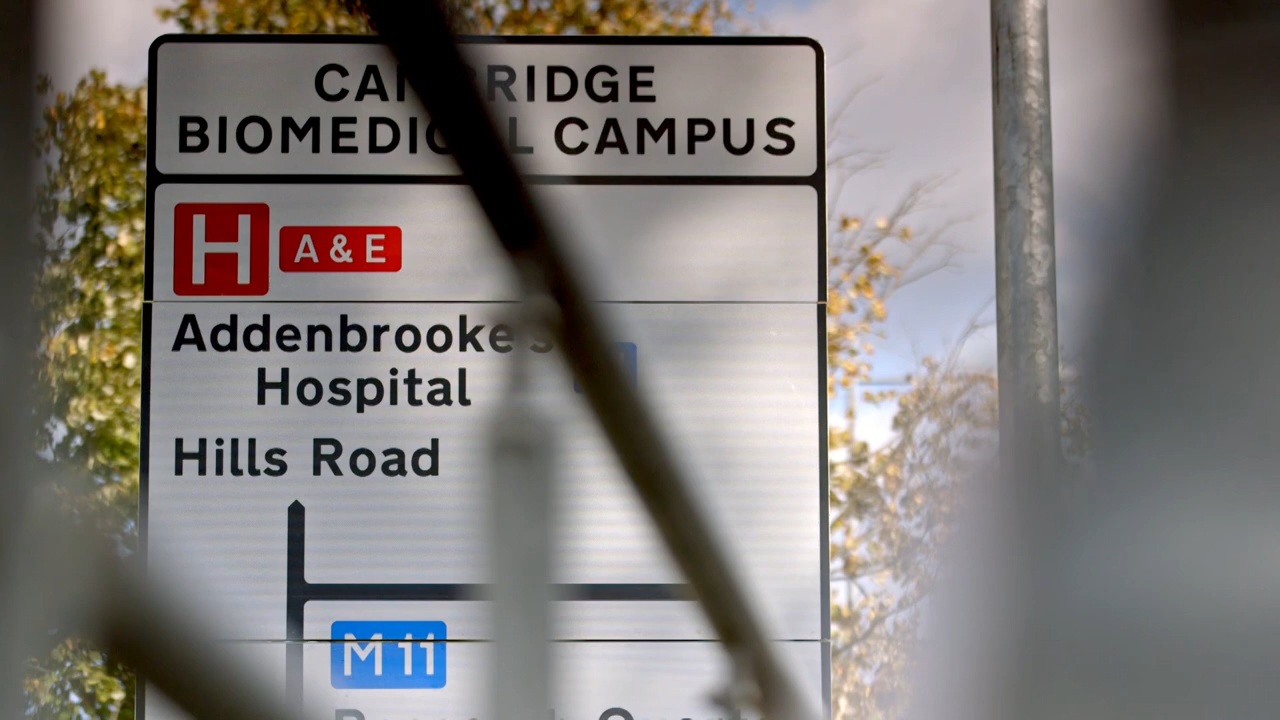 CAMBRIDGE
BIOMEDICAL CAMPUS
H A & E
Addenbrooke's
Hospital
Hills Road
M 11